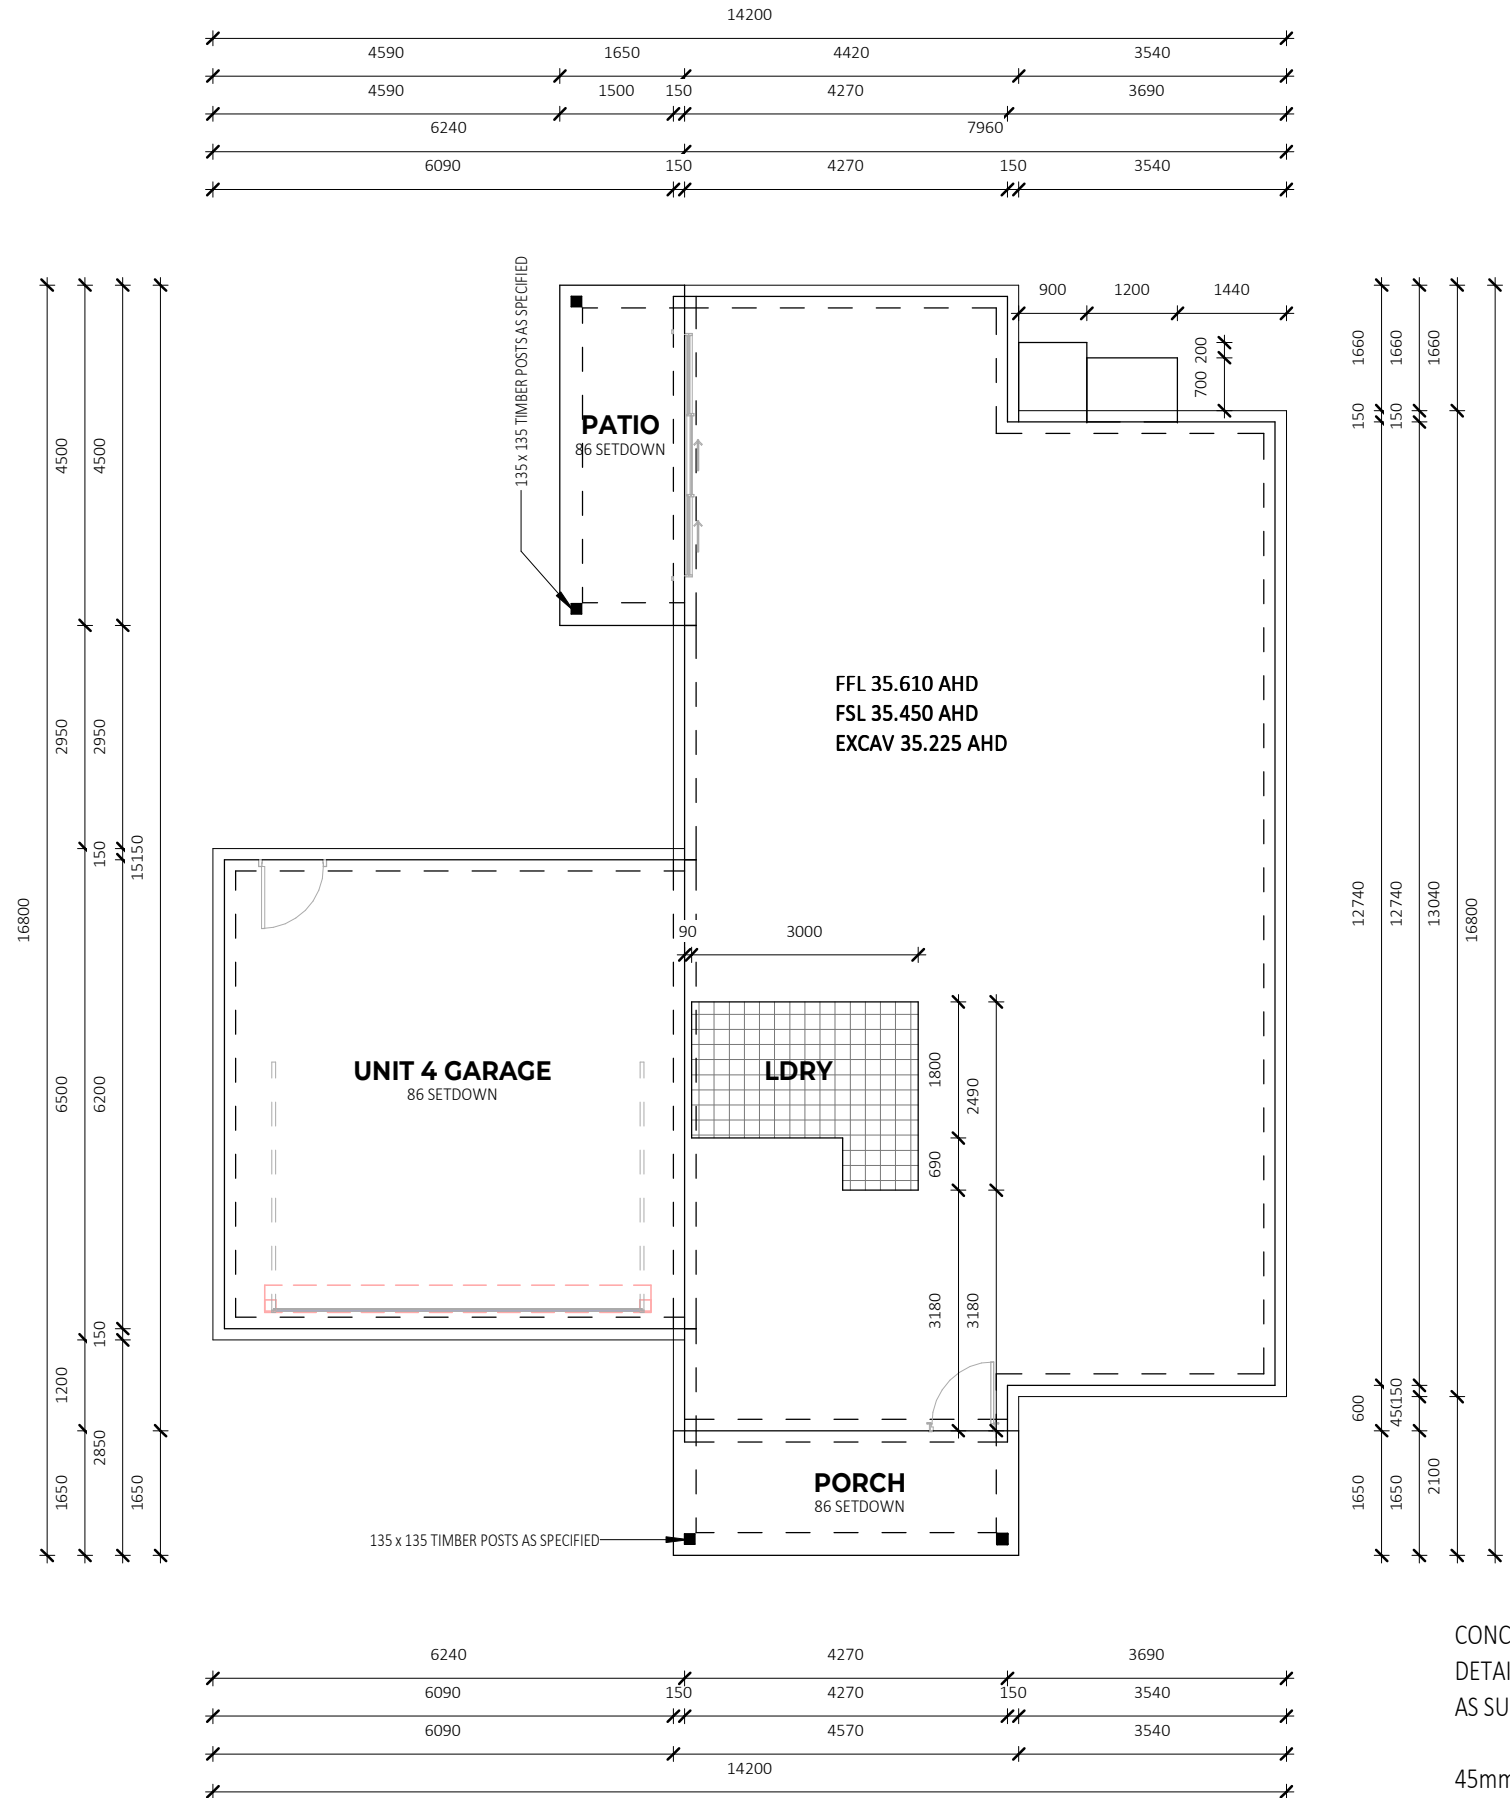 14200
4590 1650 4420 3540
4590 1500 150 4270 3690
6240 7960
6090 150 4270 150 3540
135 x 135 TIMBER POSTS AS SPECIFIED
900 1200 1440
200
700
PATIO
86 SETDOWN
FFL 35.610 AHD
FSL 35.450 AHD
EXCAV 35.225 AHD
16800
4500
2950
6500
1200
1650
4500
2950
150
6200
150
2850
15150
1650
90 3000
UNIT 4 GARAGE
86 SETDOWN
LDRY
1800
690
3180
2490
3180
PORCH
86 SETDOWN
135 x 135 TIMBER POSTS AS SPECIFIED
1660
150
12740
600
1650
1660
150
12740
150
450
1650
1660
13040
2100
16800
6240 4270 3690
6090 150 4270 150 3540
6090 4570 3540
14200
CONC
DETAI
AS SU
45mm